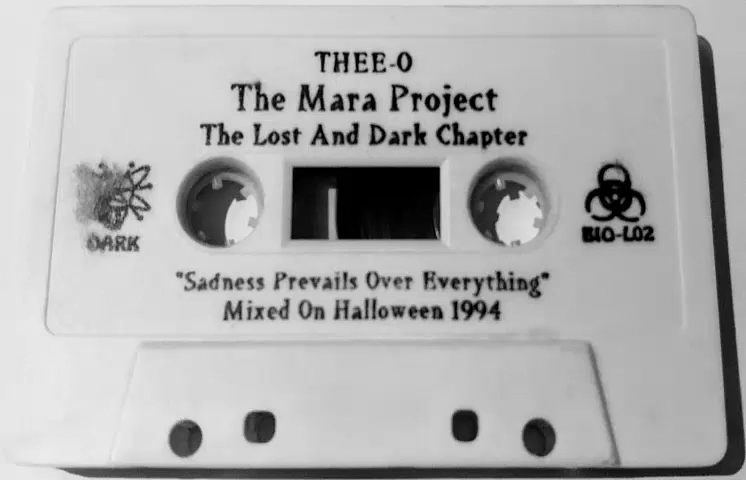 THEE-O
The Mara Project
The Lost And Dark Chapter
DARK
BIO-L02
"Sadness Prevails Over Everything"
Mixed On Halloween 1994